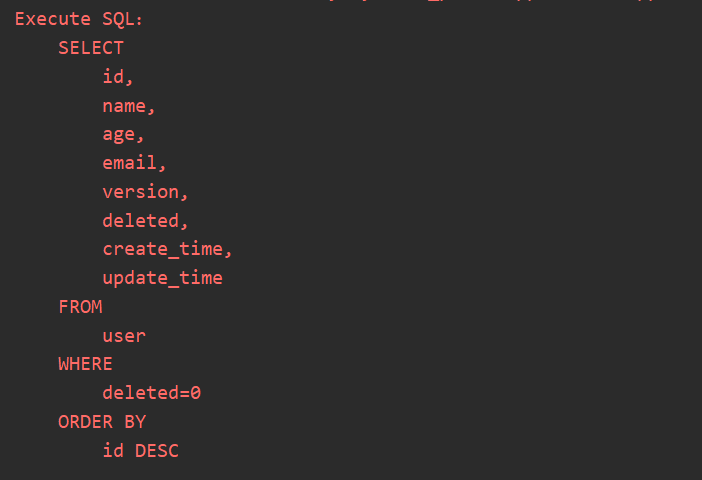 Execute SQL:
SELECT
id,
name,
age,
email,
version,
deleted,
create_time,
update_time
FROM
user
WHERE
deleted=0
ORDER BY
id DESC